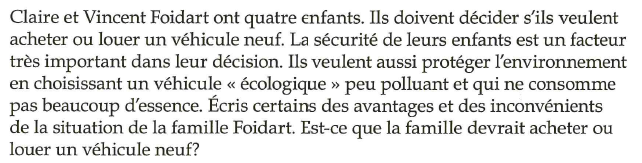 Claire et Vincent Foidart ont quatre enfants. Ils doivent décider s'ils veulent
acheter ou louer un véhicule neuf. La sécurité de leurs enfants est un facteur
très important dans leur décision. Ils veulent aussi protéger l'environnement
en choisissant un véhicule « écologique » peu polluant et qui ne consomme
pas beaucoup d'essence. Écris certains des avantages et des inconvénients
de la situation de la famille Foidart. Est-ce que la famille devrait acheter ou
louer un véhicule neuf?